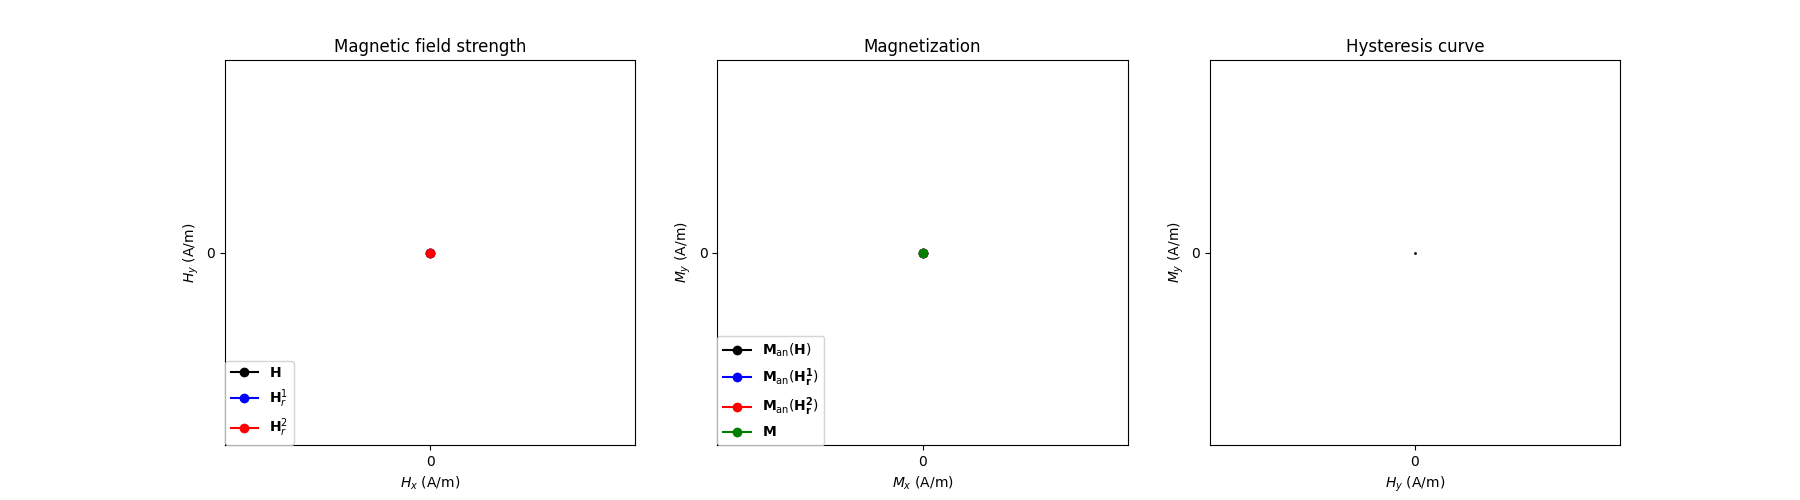 Magnetic field strength
H_y (A/m)
0
H
H_r^1
H_r^2
0
H_x (A/m)
Magnetization
M_y (A/m)
0
M_an(H)
M_an(H_r^1)
M_an(H_r^2)
M
0
M_x (A/m)
Hysteresis curve
M_y (A/m)
0
0
H_y (A/m)